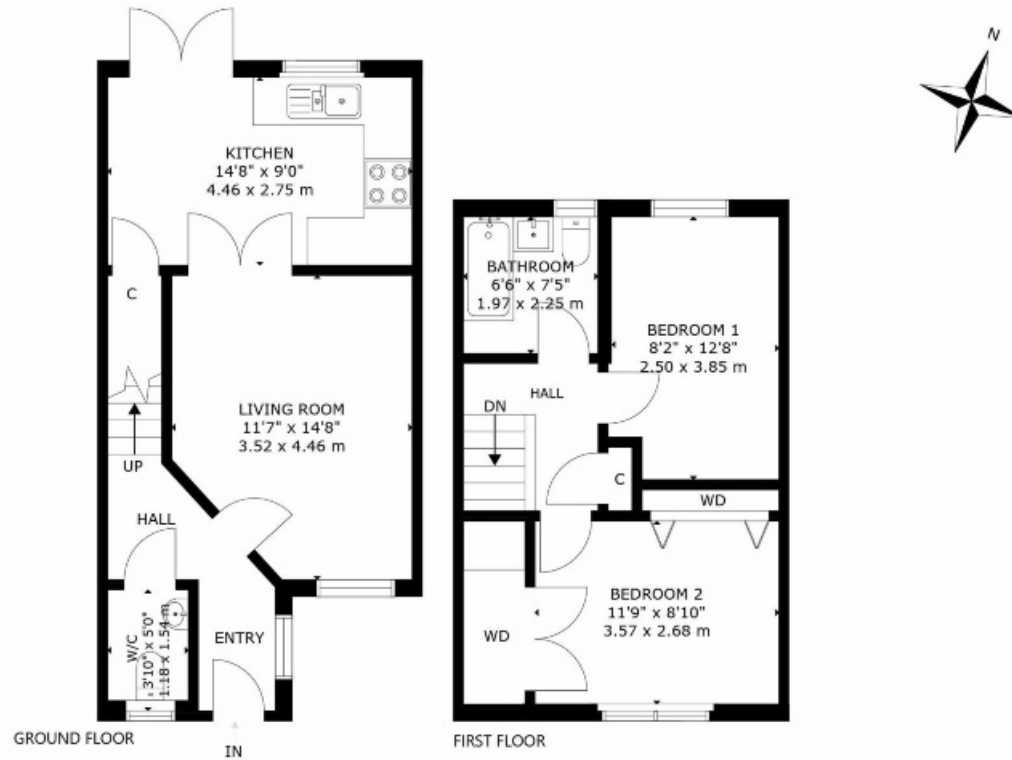 N
KITCHEN
14'8" x 9'0"
4.46 x 2.75 m
C
LIVING ROOM
11'7" x 14'8"
3.52 x 4.46 m
UP
HALL
W/C
3'10" x 5'0"
1.18 x 1.54 m
ENTRY
IN
GROUND FLOOR
BATHROOM
6'6" x 7'5"
1.97 x 2.25 m
BEDROOM 1
8'2" x 12'8"
2.50 x 3.85 m
HALL
DN
C
WD
BEDROOM 2
11'9" x 8'10"
3.57 x 2.68 m
WD
FIRST FLOOR